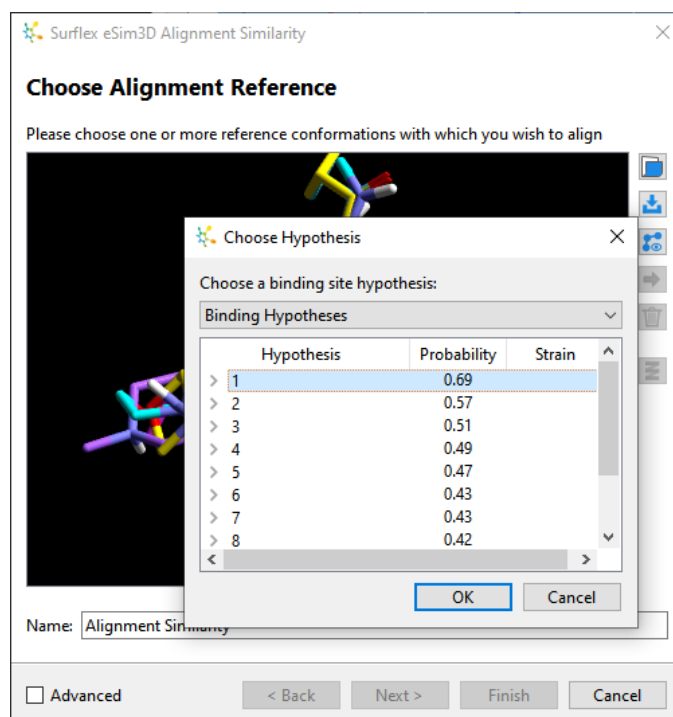 Surflex eSim3D Alignment Similarity
Choose Alignment Reference
Please choose one or more reference conformations with which you wish to align
Choose Hypothesis
Choose a binding site hypothesis:
Binding Hypotheses
Hypothesis Probability Strain
1 0.69
2 0.57
3 0.51
4 0.49
5 0.47
6 0.43
7 0.43
8 0.42
OK Cancel
Name: Alignment Similarity
Advanced < Back Next > Finish Cancel